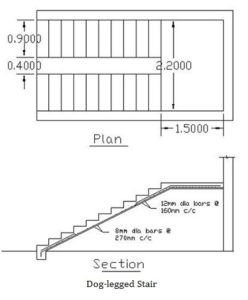 0.9000
0.4000
2.2000
1.5000
Plan
12mm dia bars @
160mm c/c
8mm dia bars @
270mm c/c
Section
Dog-legged Stair